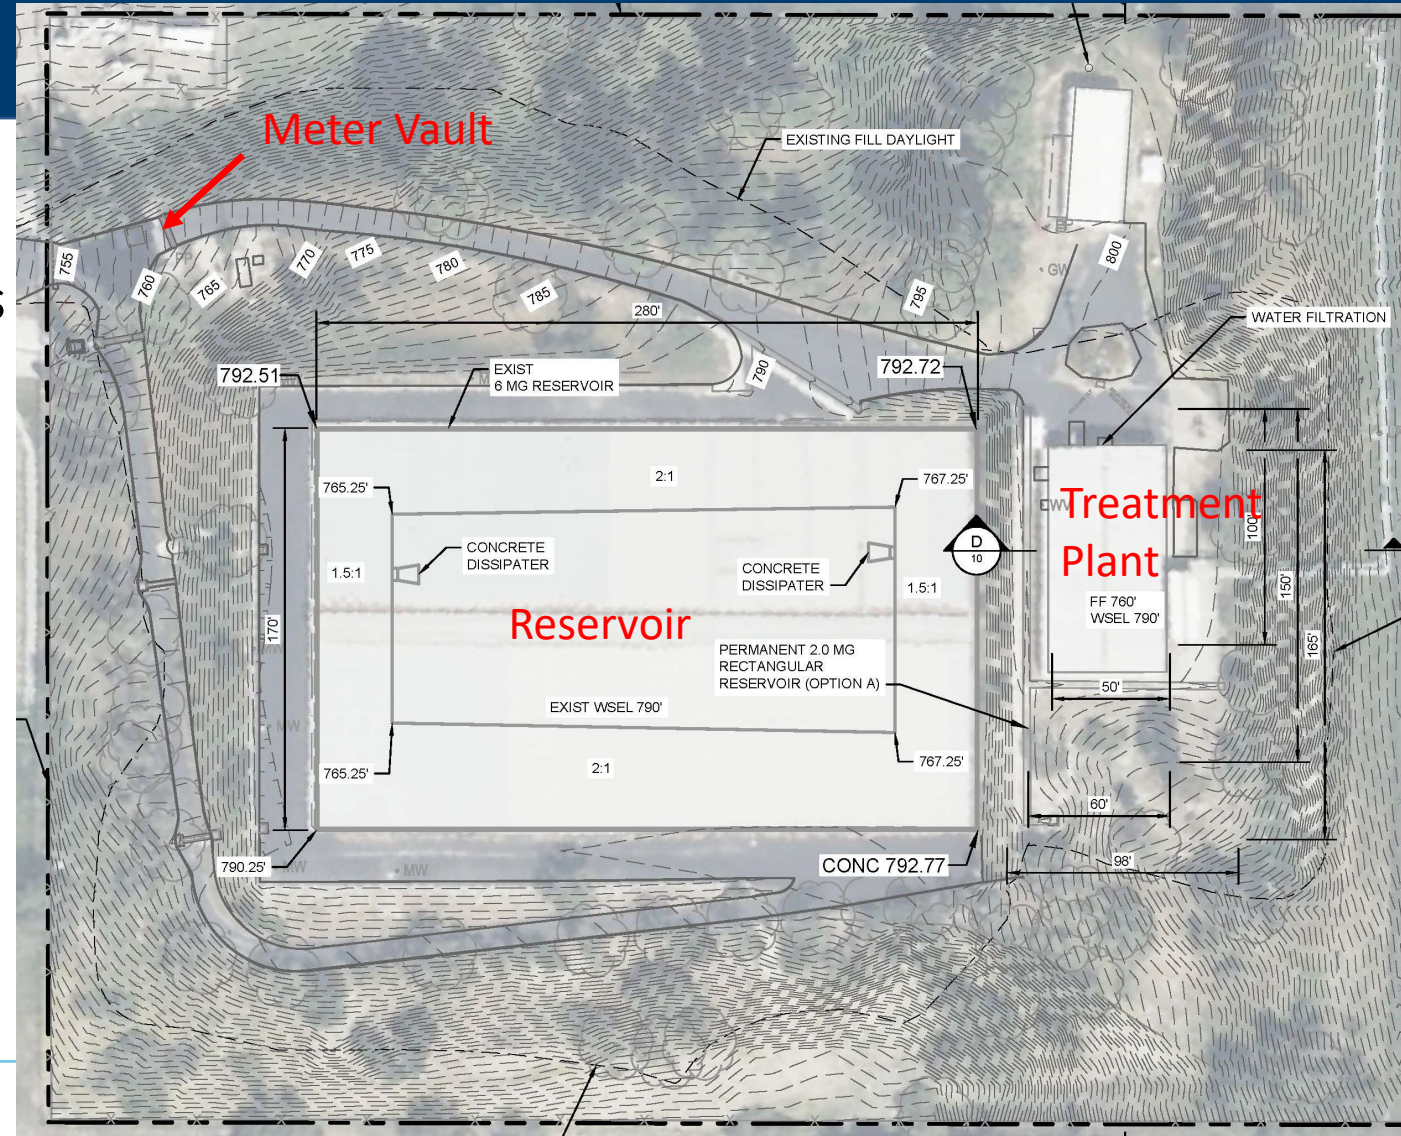 Meter Vault
EXISTING FILL DAYLIGHT
S
755
760
765
770
775
780
785
790
795
800
PP
GW
280'
WATER FILTRATION
792.51
EXIST
6 MG RESERVOIR
792.72
765.25'
2:1
767.25'
CONCRETE
DISSIPATER
D
10
CONCRETE
DISSIPATER
1.5:1
1.5:1
WV
Treatment
Plant
100'
150'
165'
FF 760'
WSEL 790'
170'
Reservoir
PERMANENT 2.0 MG
RECTANGULAR
RESERVOIR (OPTION A)
50'
EXIST WSEL 790'
MW
765.25'
2:1
767.25'
60'
790.25'
MW
MW
CONC 792.77
98'